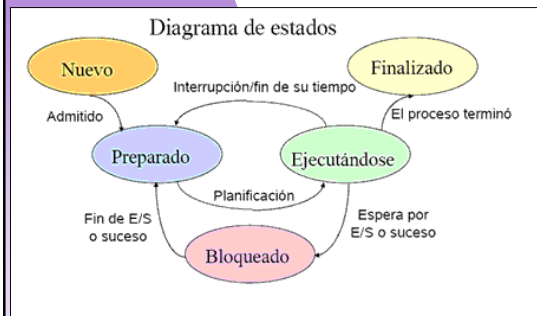 Diagrama de estados
Nuevo
Finalizado
Interrupción/fin de su tiempo
Admitido
El proceso terminó
Preparado
Ejecutándose
Planificación
Fin de E/S
o suceso
Espera por
E/S o suceso
Bloqueado